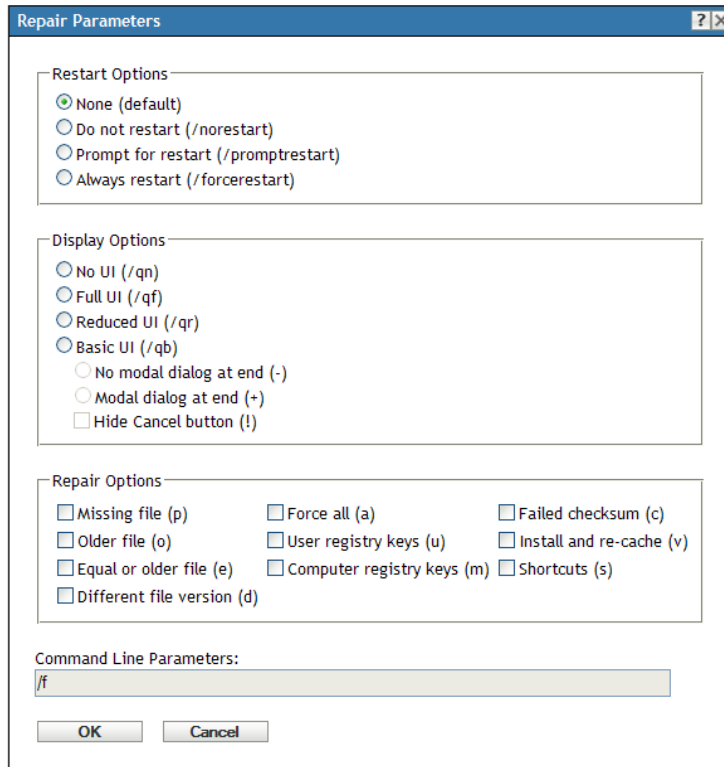 Repair Parameters
Restart Options
None (default)
Do not restart (/norestart)
Prompt for restart (/promptrestart)
Always restart (/forcerestart)
Display Options
No UI (/qn)
Full UI (/qf)
Reduced UI (/qr)
Basic UI (/qb)
No modal dialog at end (-)
Modal dialog at end (+)
Hide Cancel button (!)
Repair Options
Missing file (p) Force all (a) Failed checksum (c)
Older file (o) User registry keys (u) Install and re-cache (v)
Equal or older file (e) Computer registry keys (m) Shortcuts (s)
Different file version (d)
Command Line Parameters:
/f
OK Cancel